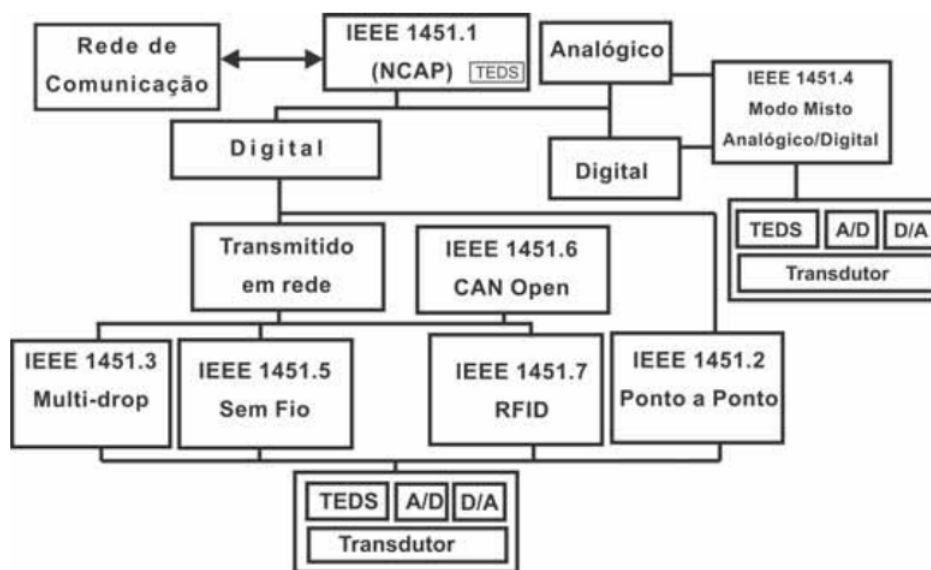 Rede de
Comunicação
IEEE 1451.1
(NCAP) TEDS
Analógico
IEEE 1451.4
Modo Misto
Analógico/Digital
Digital
Digital
TEDS A/D D/A
Transdutor
Transmitido
em rede
IEEE 1451.6
CAN Open
IEEE 1451.3
Multi-drop
IEEE 1451.5
Sem Fio
IEEE 1451.7
RFID
IEEE 1451.2
Ponto a Ponto
TEDS A/D D/A
Transdutor